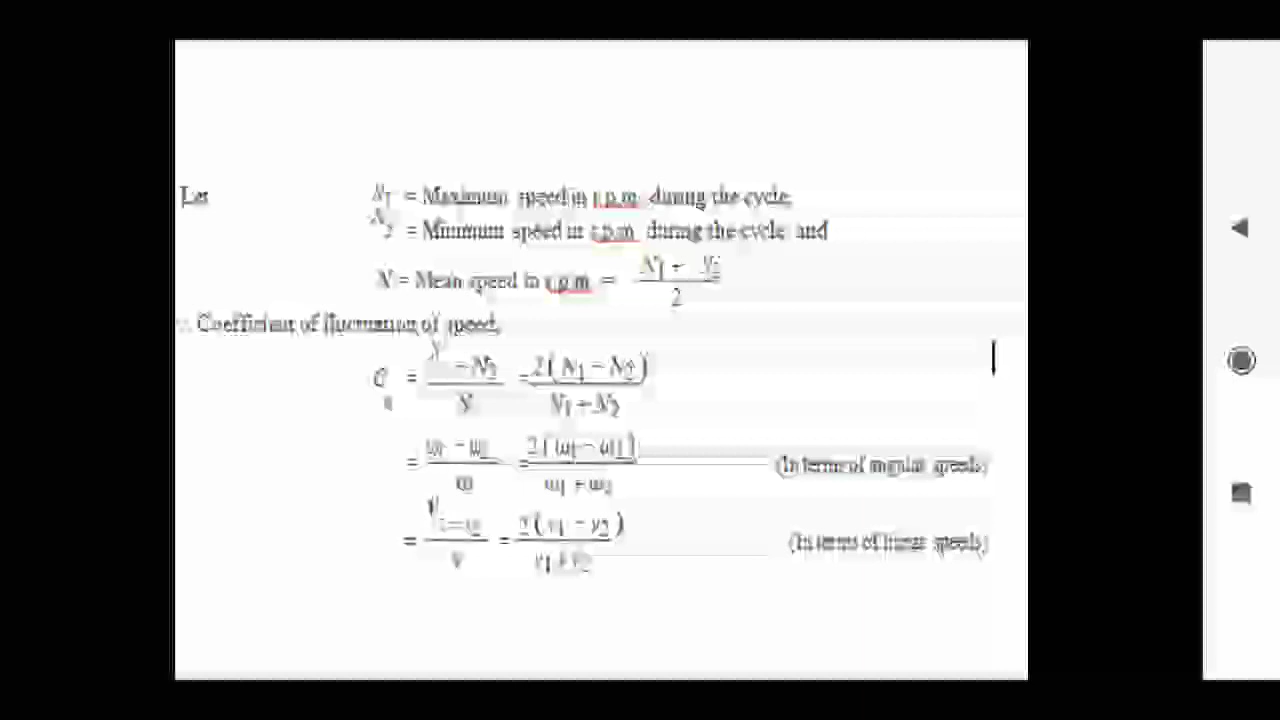 Let N1 = Maximum speed in r.p.m. during the cycle,
N2 = Minimum speed in r.p.m. during the cycle, and
N = Mean speed in r.p.m. = N1 + N2 / 2
∴ Coefficient of fluctuation of speed,
C = N1 − N2 / N = 2(N1 − N2) / N1 + N2
= ω1 − ω2 / ω = 2(ω1 − ω2) / ω1 + ω2 (In terms of angular speeds)
= v1 − v2 / v = 2(v1 − v2) / v1 + v2 (In terms of linear speeds)